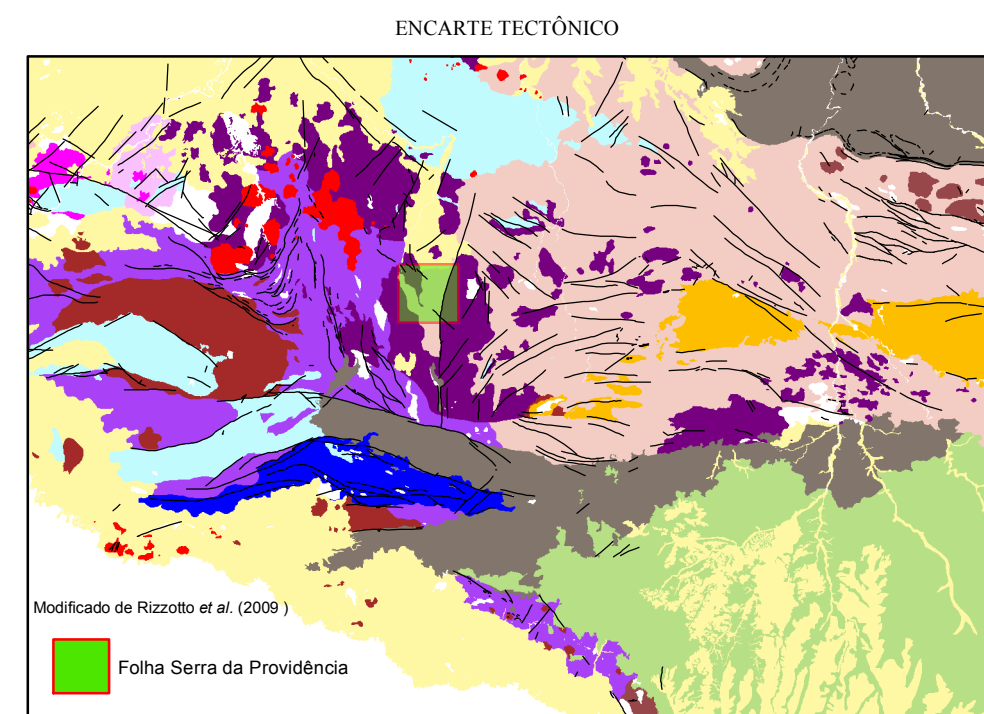 ENCARTE TECTÔNICO
Modificado de Rizzotto et al. (2009 )
Folha Serra da Providência